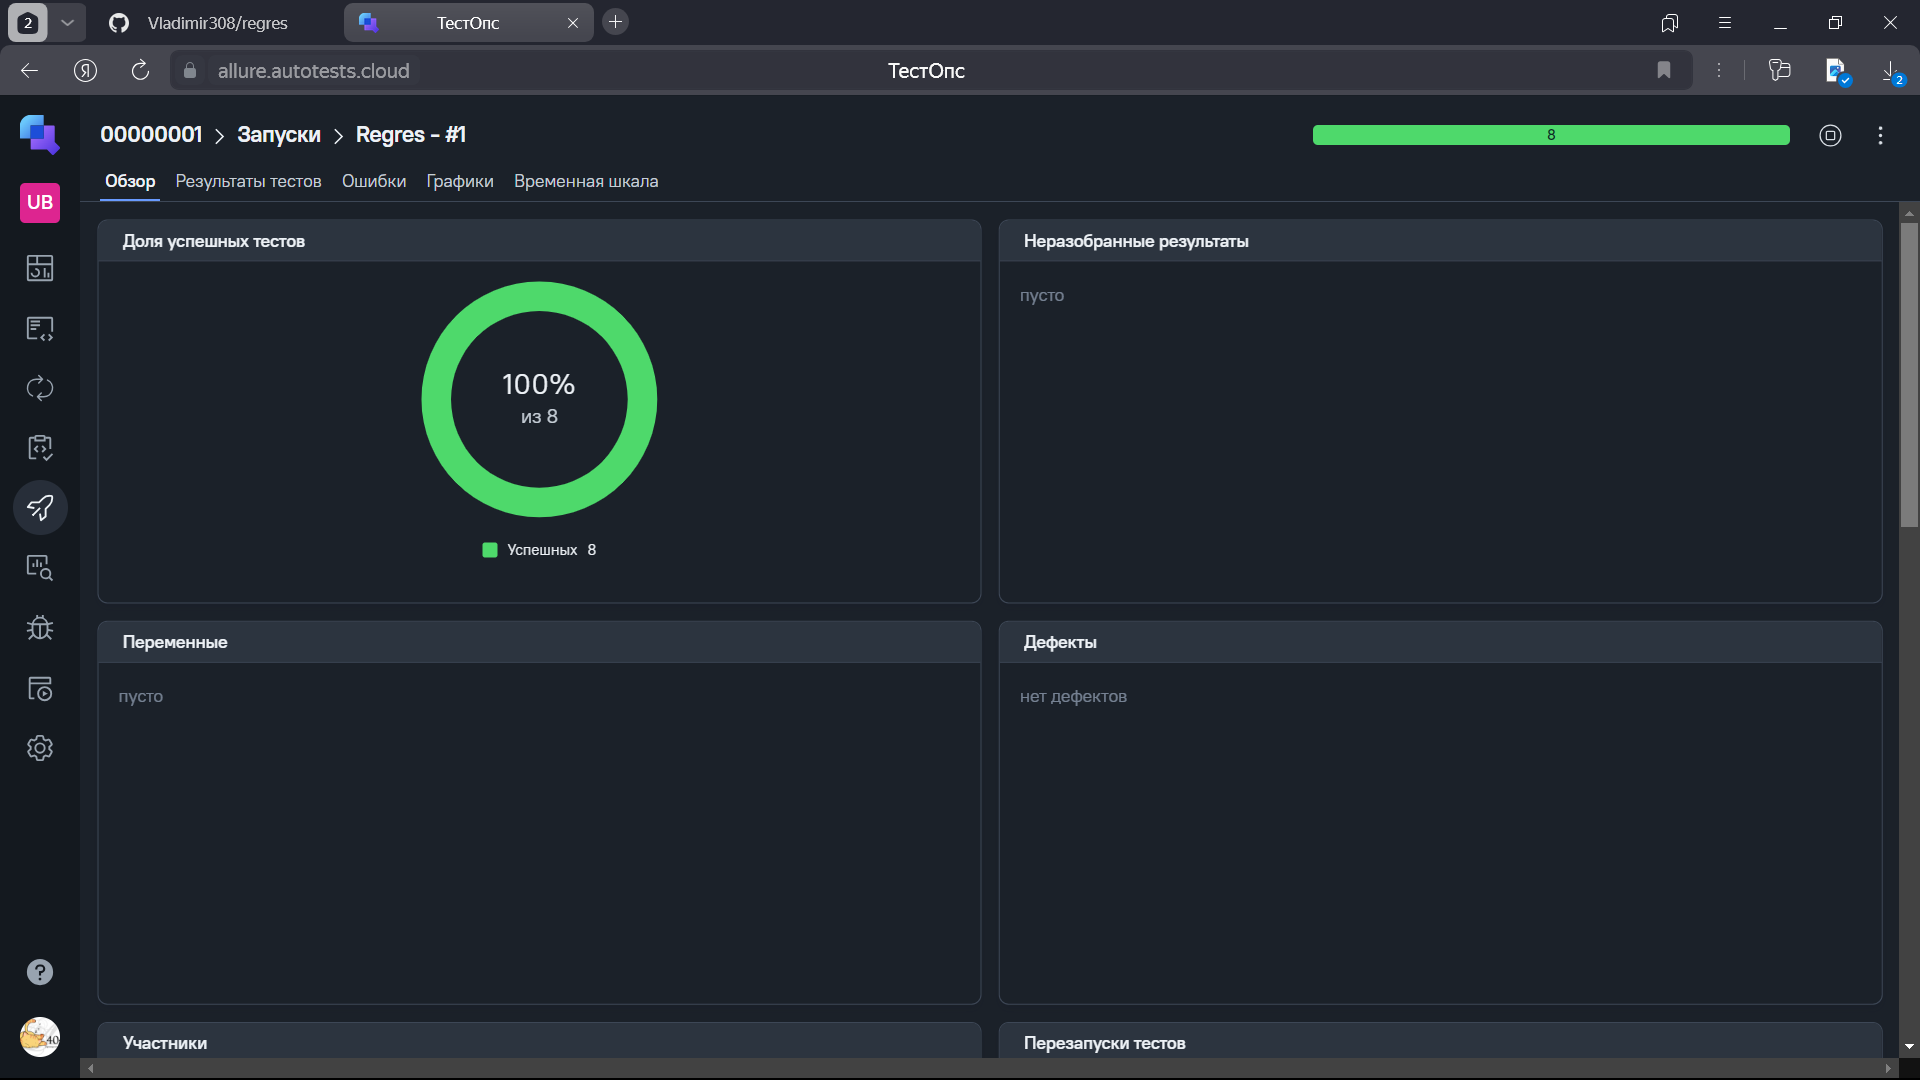 2
Vladimir308/regres
ТестОпс
Я
allure.autotests.cloud
ТестОпс
2
00000001 > Запуски > Regres - #1
8
UB
Обзор
Результаты тестов
Ошибки
Графики
Временная шкала
Доля успешных тестов
100%
из 8
Успешных 8
Неразобранные результаты
пусто
Переменные
пусто
Дефекты
нет дефектов
Участники
Перезапуски тестов
?
40